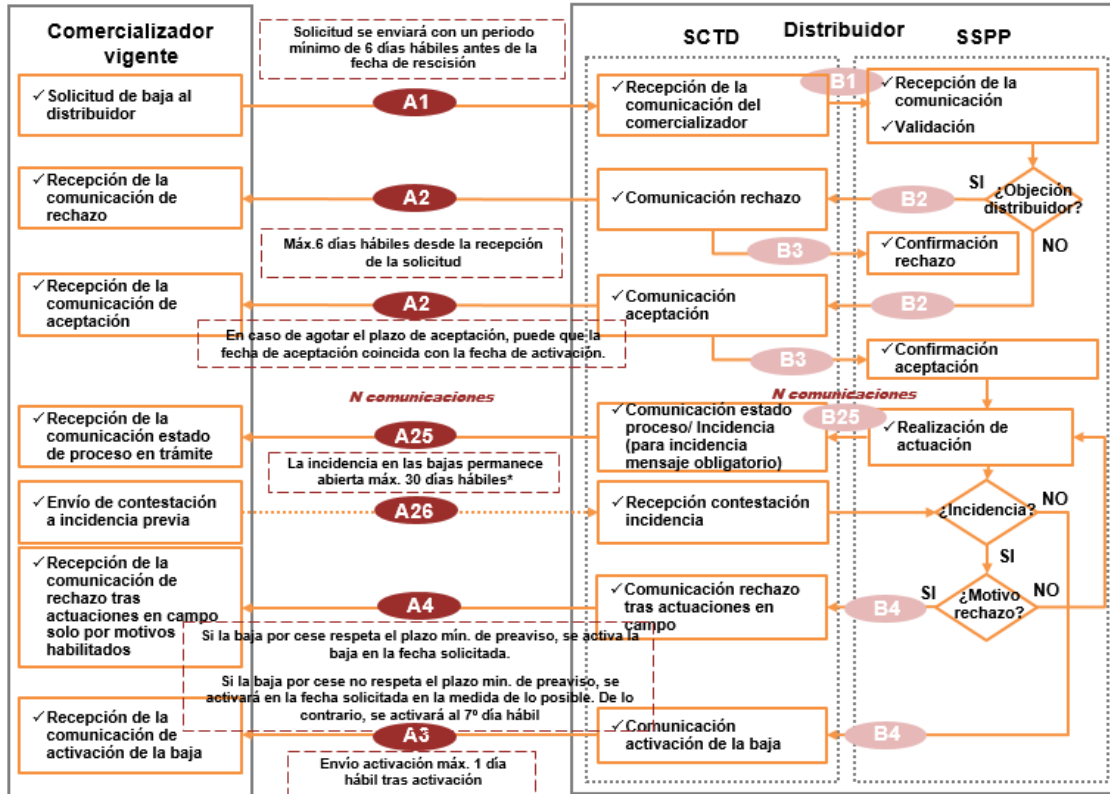 Comercializador
vigente
Solicitud se enviará con un periodo
mínimo de 6 días hábiles antes de la
fecha de rescisión
Distribuidor
SCTD
SSPP
✓ Solicitud de baja al
distribuidor
A1
✓ Recepción de la
comunicación del
comercializador
B1
✓ Recepción de la
comunicación
✓ Validación
✓ Recepción de la
comunicación de
rechazo
A2
✓ Comunicación rechazo
B2
SI
¿Objeción
distribuidor?
NO
Máx.6 días hábiles desde la recepción
de la solicitud
B3
✓ Confirmación
rechazo
✓ Recepción de la
comunicación de
aceptación
A2
✓ Comunicación
aceptación
B2
En caso de agotar el plazo de aceptación, puede que la
fecha de aceptación coincida con la fecha de activación.
B3
✓ Confirmación
aceptación
N comunicaciones
N comunicaciones
✓ Recepción de la
comunicación estado
de proceso en trámite
A25
✓ Comunicación estado
proceso/ Incidencia
(para incidencia
mensaje obligatorio)
B25
✓ Realización de
actuación
La incidencia en las bajas permanece
abierta máx. 30 días hábiles*
✓ Envío de contestación
a incidencia previa
A26
✓ Recepción contestación
incidencia
¿Incidencia?
NO
SI
✓ Recepción de la
comunicación de
rechazo tras
actuaciones en campo
solo por motivos
habilitados
A4
✓ Comunicación rechazo
tras actuaciones en
campo
B4
SI
¿Motivo
rechazo?
NO
Si la baja por cese respeta el plazo mín. de preaviso, se activa la
baja en la fecha solicitada.
Si la baja por cese no respeta el plazo min. de preaviso, se
activará en la fecha solicitada en la medida de lo posible. De lo
contrario, se activará al 7º día hábil
✓ Recepción de la
comunicación de
activación de la baja
A3
✓ Comunicación
activación de la baja
B4
Envío activación máx. 1 día
hábil tras activación